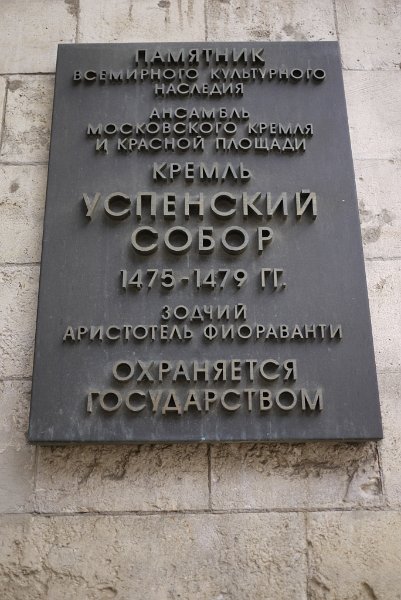 ПАМЯТНИК
ВСЕМИРНОГО КУЛЬТУРНОГО
НАСЛЕДИЯ
АНСАМБЛЬ
МОСКОВСКОГО КРЕМЛЯ
И КРАСНОЙ ПЛОЩАДИ
КРЕМЛЬ
УСПЕНСКИЙ
СОБОР
1475-1479 ГГ.
ЗОДЧИЙ
АРИСТОТЕЛЬ ФИОРАВАНТИ
ОХРАНЯЕТСЯ
ГОСУДАРСТВОМ